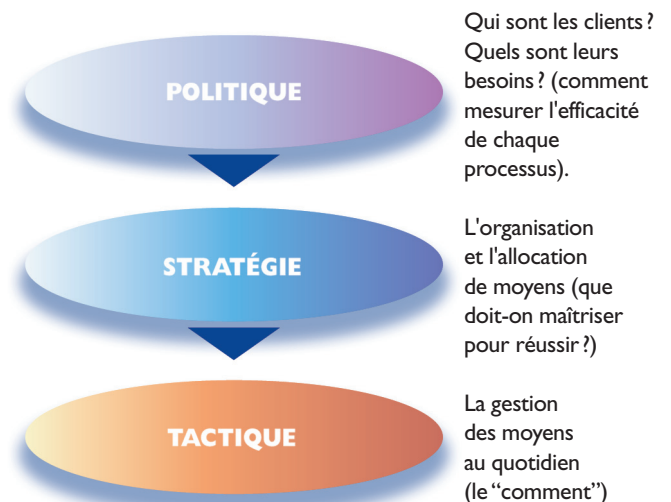 POLITIQUE
Qui sont les clients ?
Quels sont leurs
besoins ? (comment
mesurer l'efficacité
de chaque
processus).
STRATÉGIE
L'organisation
et l'allocation
de moyens (que
doit-on maîtriser
pour réussir ?)
TACTIQUE
La gestion
des moyens
au quotidien
(le “comment”)